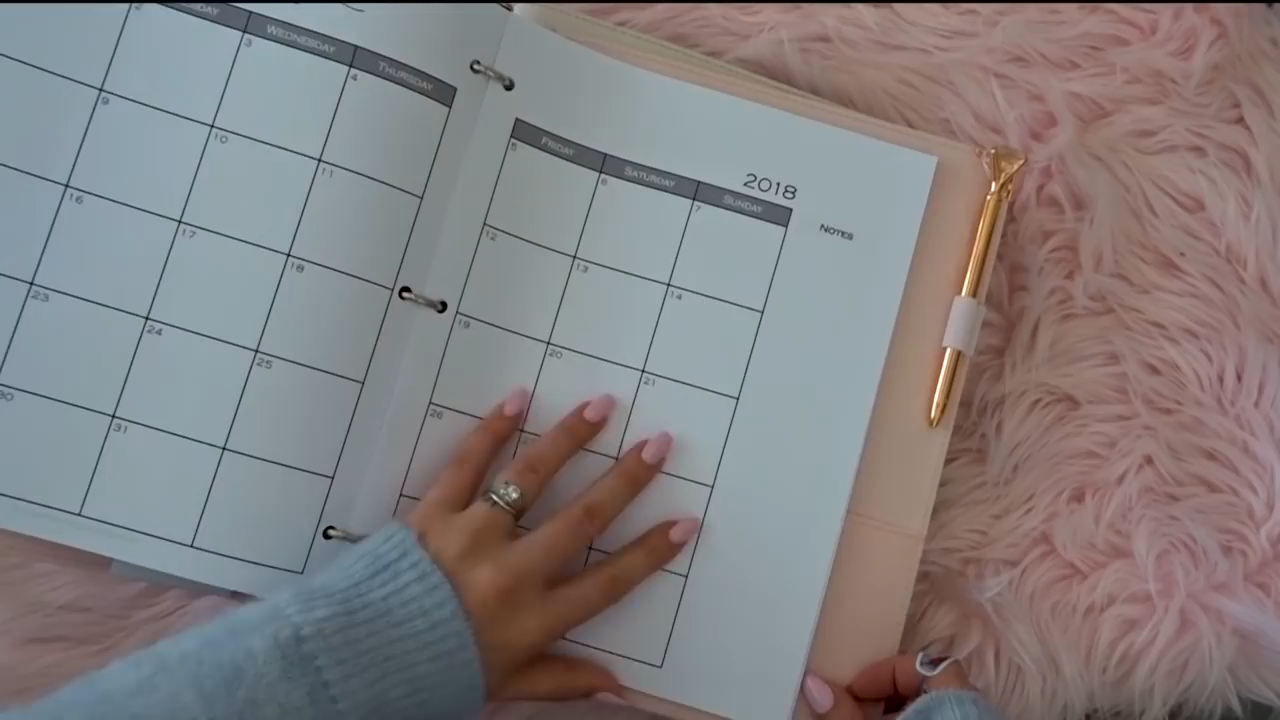 WEDNESDAY THURSDAY
2 3 4
9 10 11
16 17 18
23 24 25
30 31
2018
FRIDAY SATURDAY SUNDAY NOTES
5 6 7
12 13 14
19 20 21
26